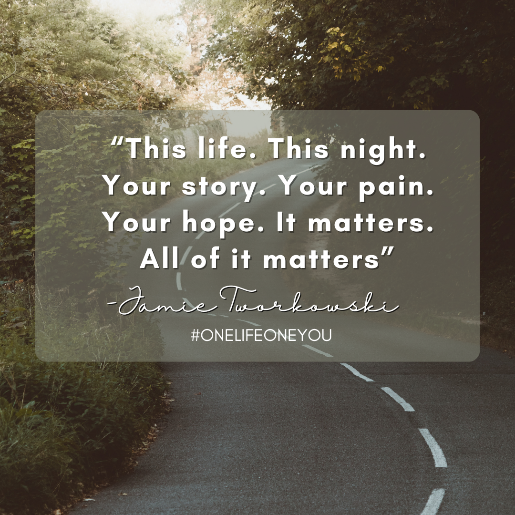 “This life. This night.
Your story. Your pain.
Your hope. It matters.
All of it matters”
-Jamie Tworkowski
#ONELIFEONEYOU